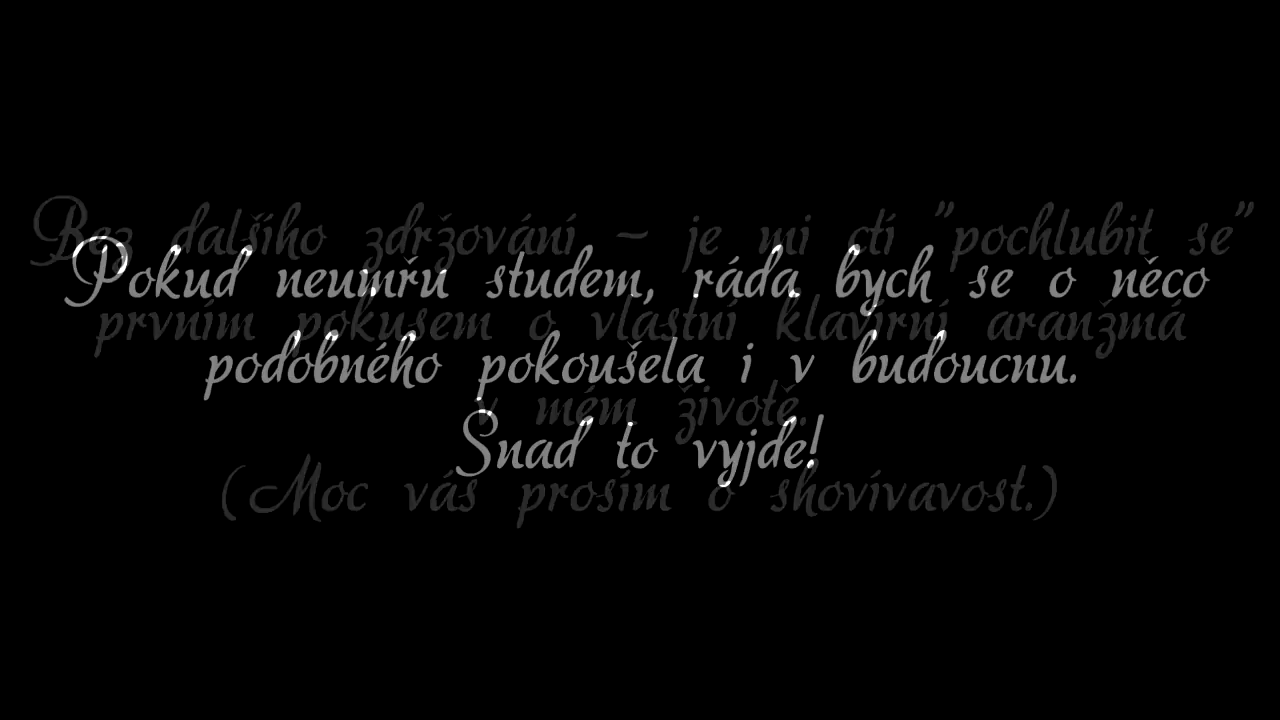 Bez dalšího zdržování – je mi ctí "pochlubit se"
Pokud neumřu studem, ráda bych se o něco
prvním pokusem o vlastní klavírní aranžmá
podobného pokoušela i v budoucnu.
v mém životě.
Snad to vyjde!
(Moc vás prosím o shovívavost.)